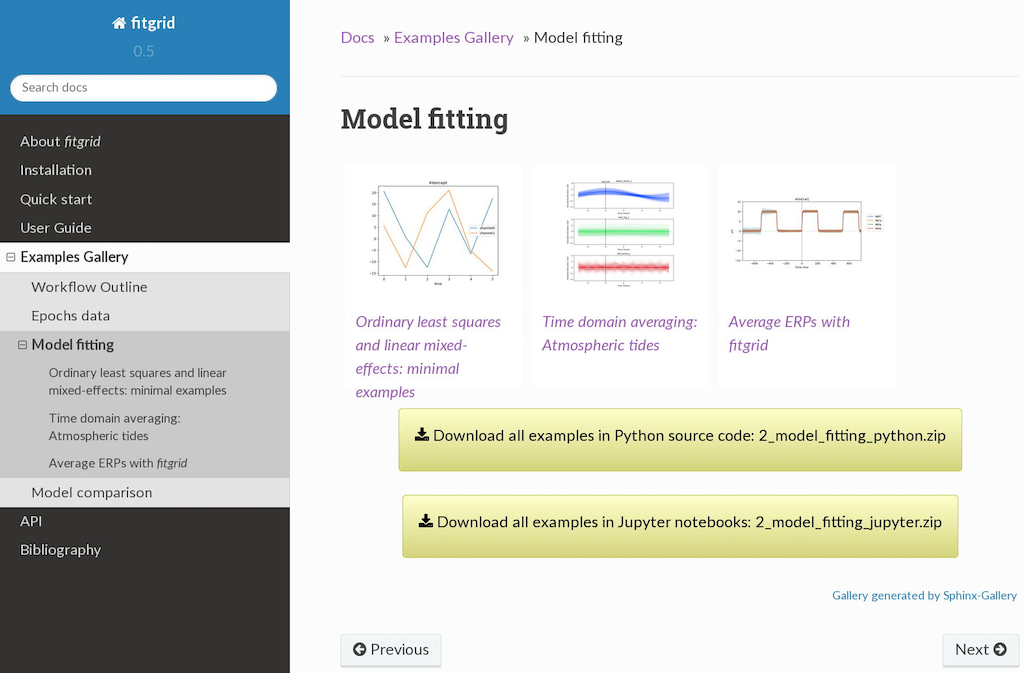 fitgrid
0.5
Search docs
About fitgrid
Installation
Quick start
User Guide
Examples Gallery
Workflow Outline
Epochs data
Model fitting
Ordinary least squares and linear
mixed-effects: minimal examples
Time domain averaging:
Atmospheric tides
Average ERPs with fitgrid
Model comparison
API
Bibliography
Docs » Examples Gallery » Model fitting
Model fitting
Ordinary least squares
and linear mixed-
effects: minimal
examples
Time domain averaging:
Atmospheric tides
Average ERPs with
fitgrid
Download all examples in Python source code: 2_model_fitting_python.zip
Download all examples in Jupyter notebooks: 2_model_fitting_jupyter.zip
Gallery generated by Sphinx-Gallery
Previous
Next